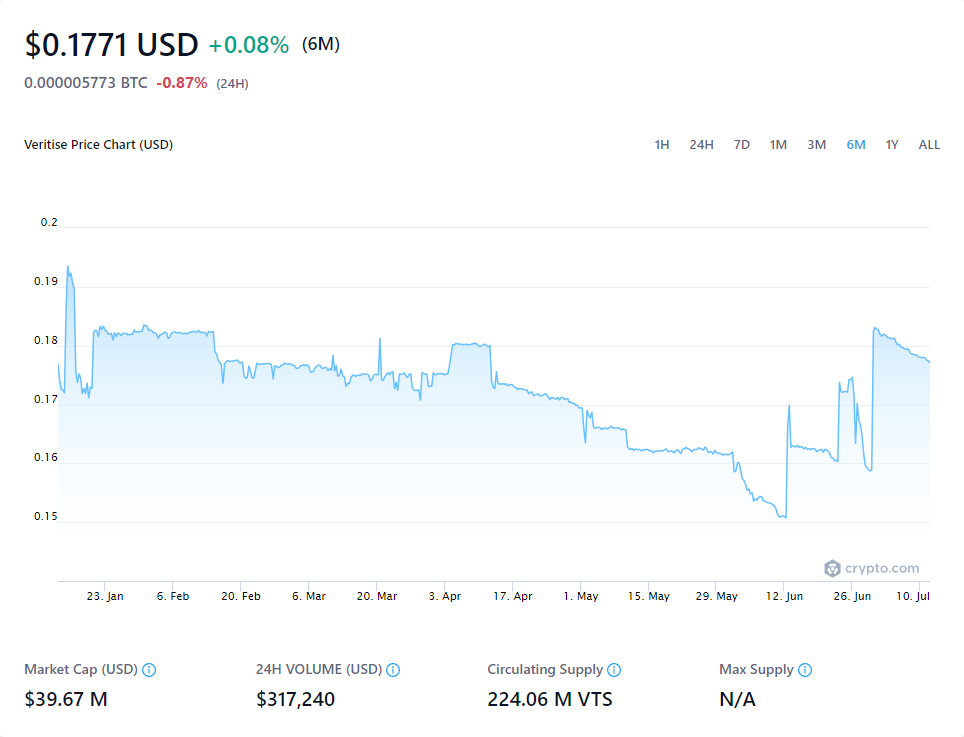 $0.1771 USD +0.08% (6M)
0.000005773 BTC -0.87% (24H)
Veritise Price Chart (USD) 1H 24H 7D 1M 3M 6M 1Y ALL
0.2
0.19
0.18
0.17
0.16
0.15
crypto.com
23. Jan 6. Feb 20. Feb 6. Mar 20. Mar 3. Apr 17. Apr 1. May 15. May 29. May 12. Jun 26. Jun 10. Jul
Market Cap (USD) 24H VOLUME (USD) Circulating Supply Max Supply
$39.67 M $317,240 224.06 M VTS N/A